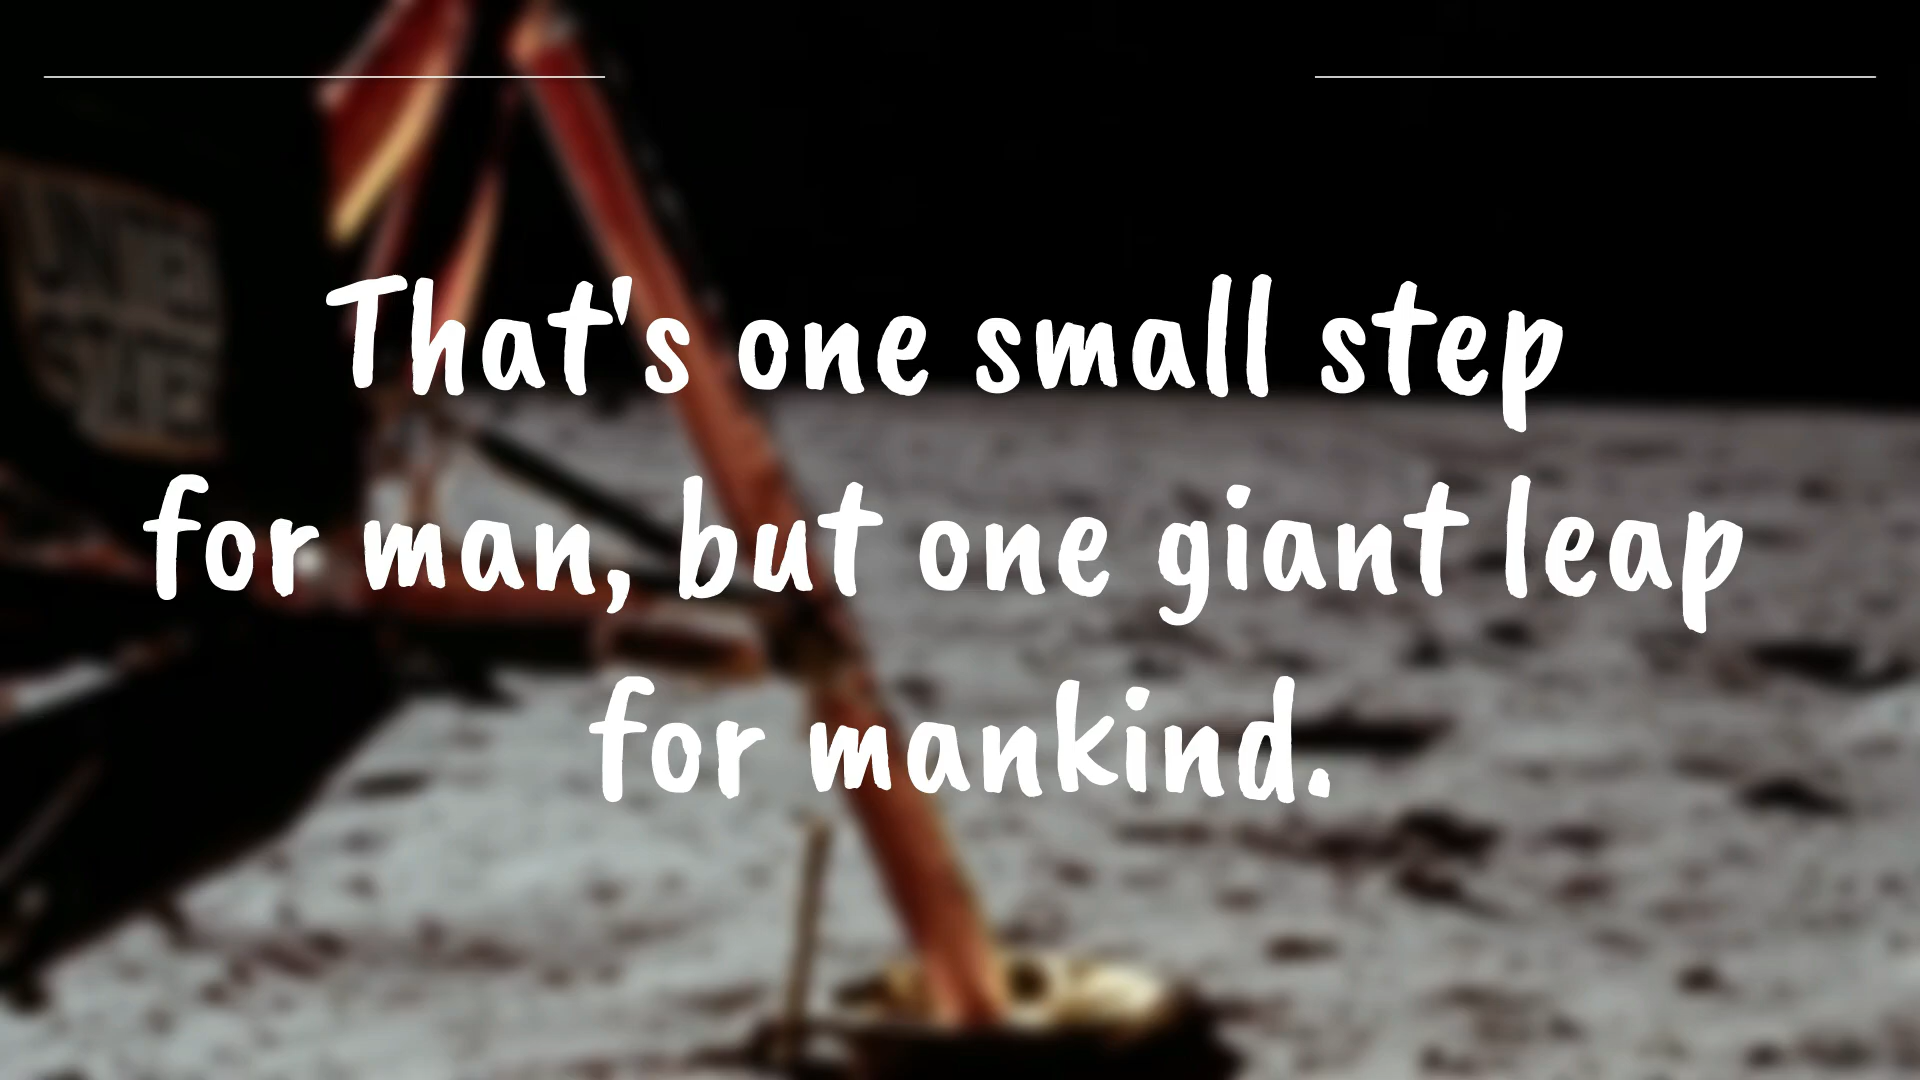 That's one small step
for man, but one giant leap
for mankind.